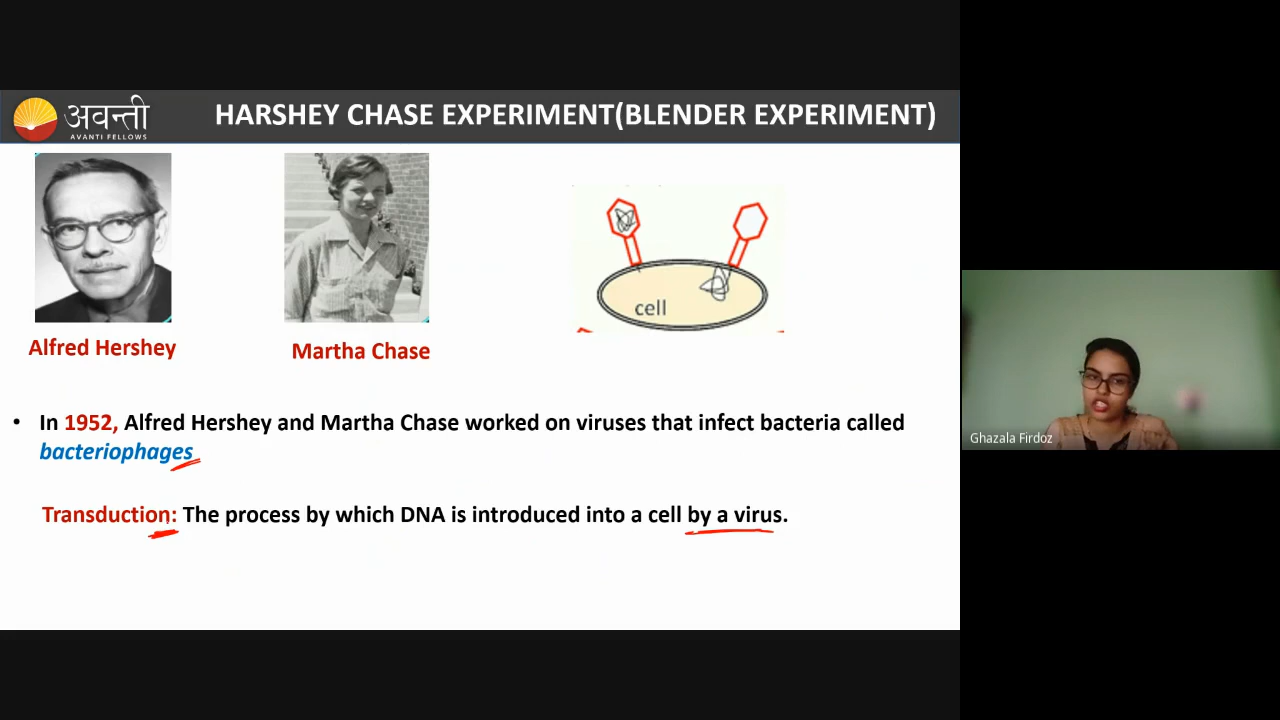 अवन्ती
AVANTI FELLOWS
HARSHEY CHASE EXPERIMENT(BLENDER EXPERIMENT)
cell
Alfred Hershey
Martha Chase
• In 1952, Alfred Hershey and Martha Chase worked on viruses that infect bacteria called
bacteriophages
Transduction: The process by which DNA is introduced into a cell by a virus.
Ghazala Firdoz